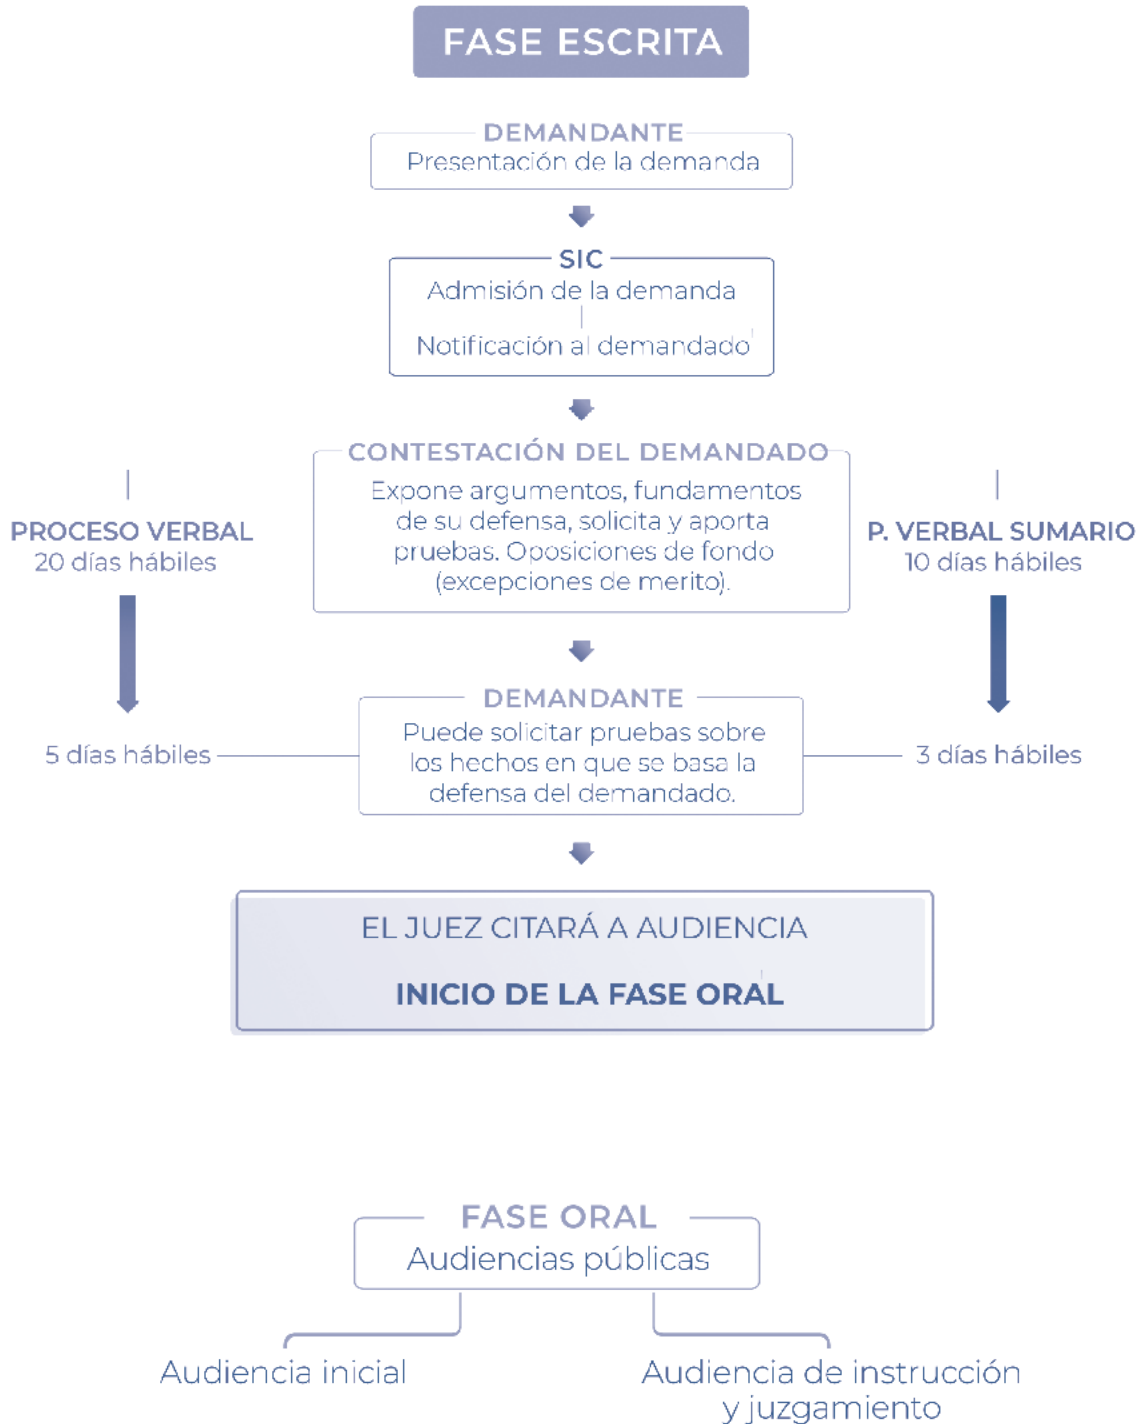 FASE ESCRITA
DEMANDANTE
Presentación de la demanda
SIC
Admisión de la demanda
Notificación al demandado
CONTESTACIÓN DEL DEMANDADO
Expone argumentos, fundamentos
de su defensa, solicita y aporta
pruebas. Oposiciones de fondo
(excepciones de merito).
PROCESO VERBAL
20 días hábiles
P. VERBAL SUMARIO
10 días hábiles
DEMANDANTE
Puede solicitar pruebas sobre
los hechos en que se basa la
defensa del demandado.
5 días hábiles
3 días hábiles
EL JUEZ CITARÁ A AUDIENCIA
INICIO DE LA FASE ORAL
FASE ORAL
Audiencias públicas
Audiencia inicial
Audiencia de instrucción
y juzgamiento